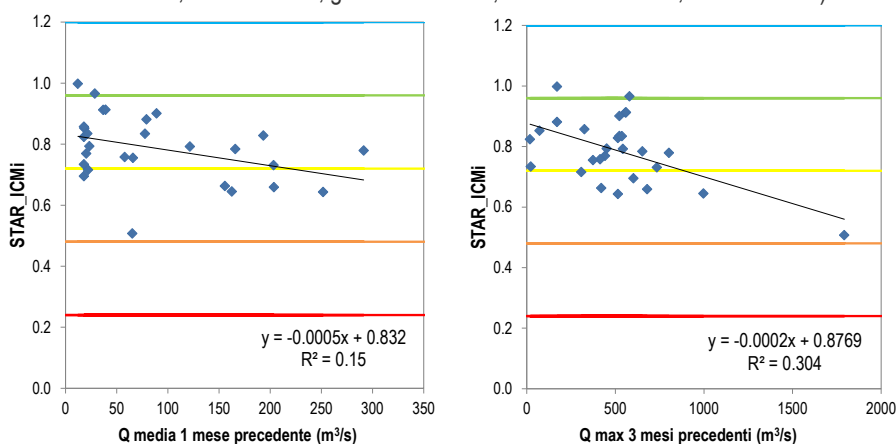 1.2
1.0
0.8
0.6
0.4
0.2
0.0
STAR_ICMi
y = -0.0005x + 0.832
R² = 0.15
0 50 100 150 200 250 300 350
Q media 1 mese precedente (m³/s)
1.2
1.0
0.8
0.6
0.4
0.2
0.0
STAR_ICMi
y = -0.0002x + 0.8769
R² = 0.304
0 500 1000 1500 2000
Q max 3 mesi precedenti (m³/s)